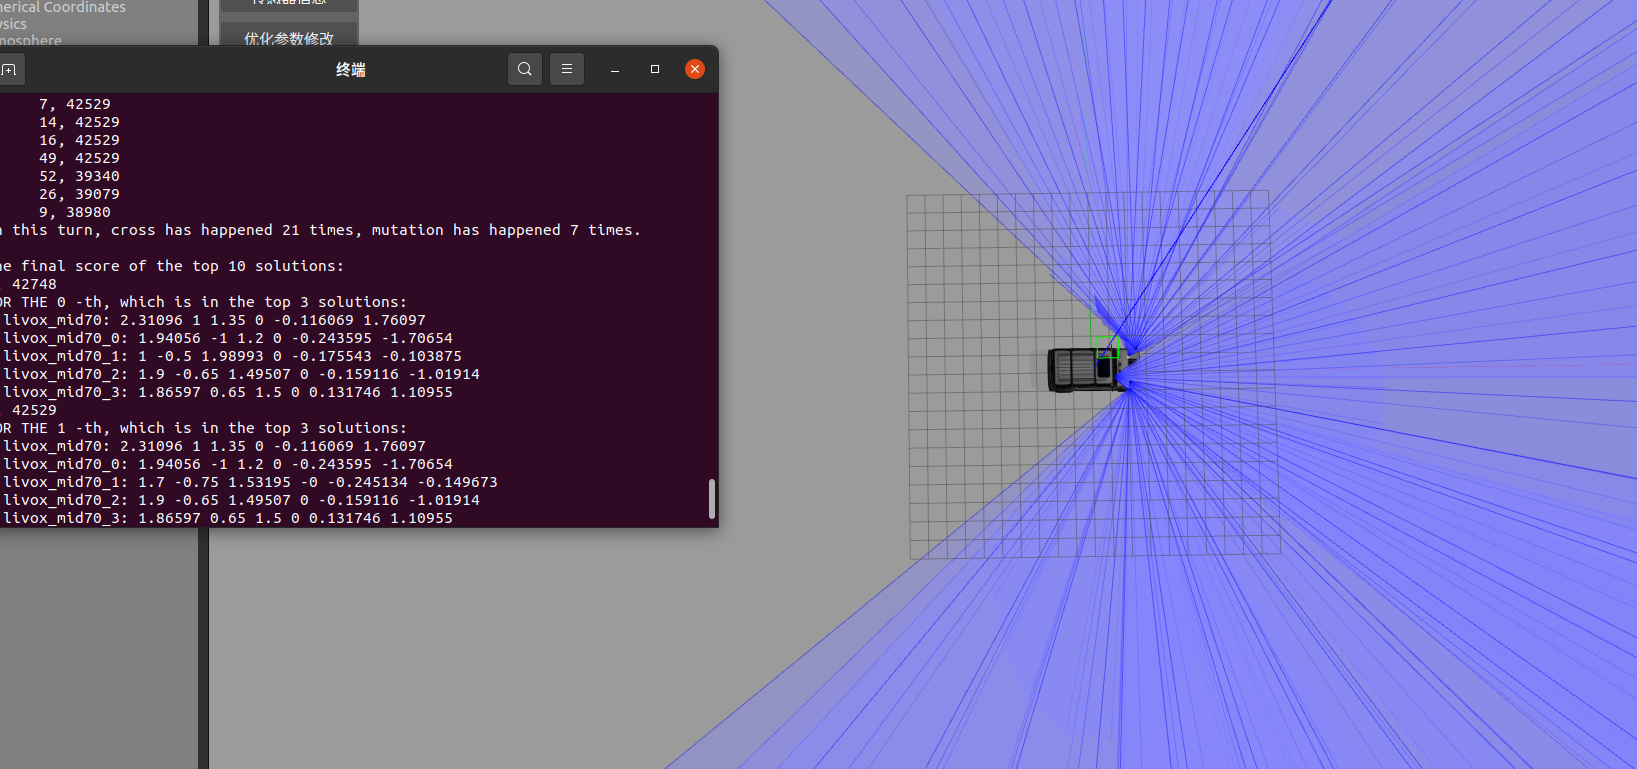 herical Coordinates
ysics
mosphere
传感器信息
优化参数修改
终端
7, 42529
14, 42529
16, 42529
49, 42529
52, 39340
26, 39079
9, 38980
n this turn, cross has happened 21 times, mutation has happened 7 times.
he final score of the top 10 solutions:
, 42748
OR THE 0 -th, which is in the top 3 solutions:
livox_mid70: 2.31096 1 1.35 0 -0.116069 1.76097
livox_mid70_0: 1.94056 -1 1.2 0 -0.243595 -1.70654
livox_mid70_1: 1 -0.5 1.98993 0 -0.175543 -0.103875
livox_mid70_2: 1.9 -0.65 1.49507 0 -0.159116 -1.01914
livox_mid70_3: 1.86597 0.65 1.5 0 0.131746 1.10955
, 42529
OR THE 1 -th, which is in the top 3 solutions:
livox_mid70: 2.31096 1 1.35 0 -0.116069 1.76097
livox_mid70_0: 1.94056 -1 1.2 0 -0.243595 -1.70654
livox_mid70_1: 1.7 -0.75 1.53195 -0 -0.245134 -0.149673
livox_mid70_2: 1.9 -0.65 1.49507 0 -0.159116 -1.01914
livox_mid70_3: 1.86597 0.65 1.5 0 0.131746 1.10955